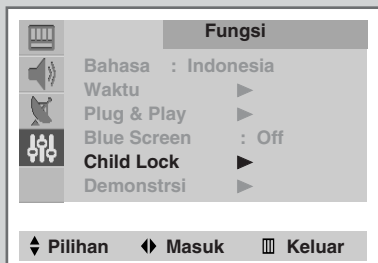 Fungsi
Bahasa : Indonesia
Waktu ►
Plug & Play ►
Blue Screen : Off
Child Lock ►
Demonstrsi ►
Pilihan Masuk Keluar